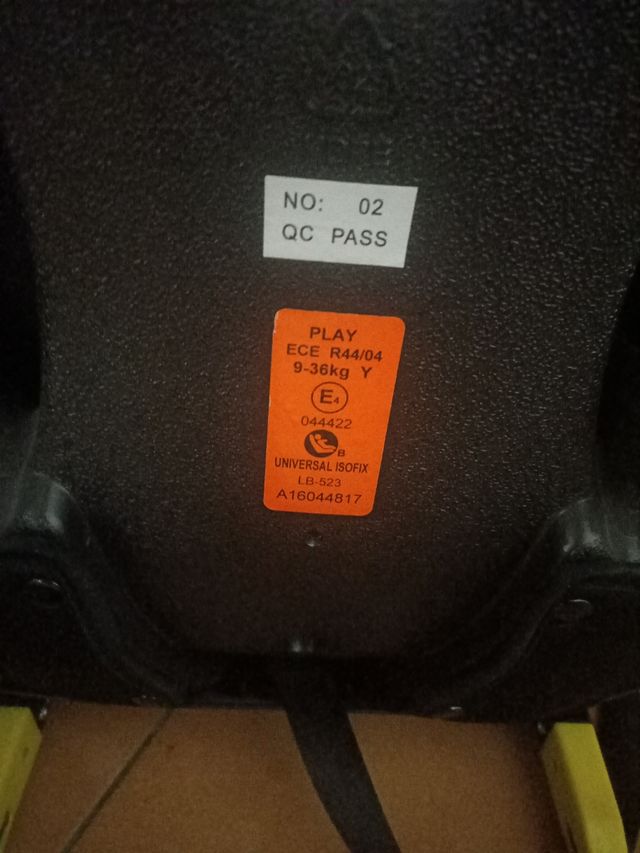 NO: 02
QC PASS
PLAY
ECE R44/04
9-36kg Y
E4
044422
B
UNIVERSAL ISOFIX
LB-523
A16044817